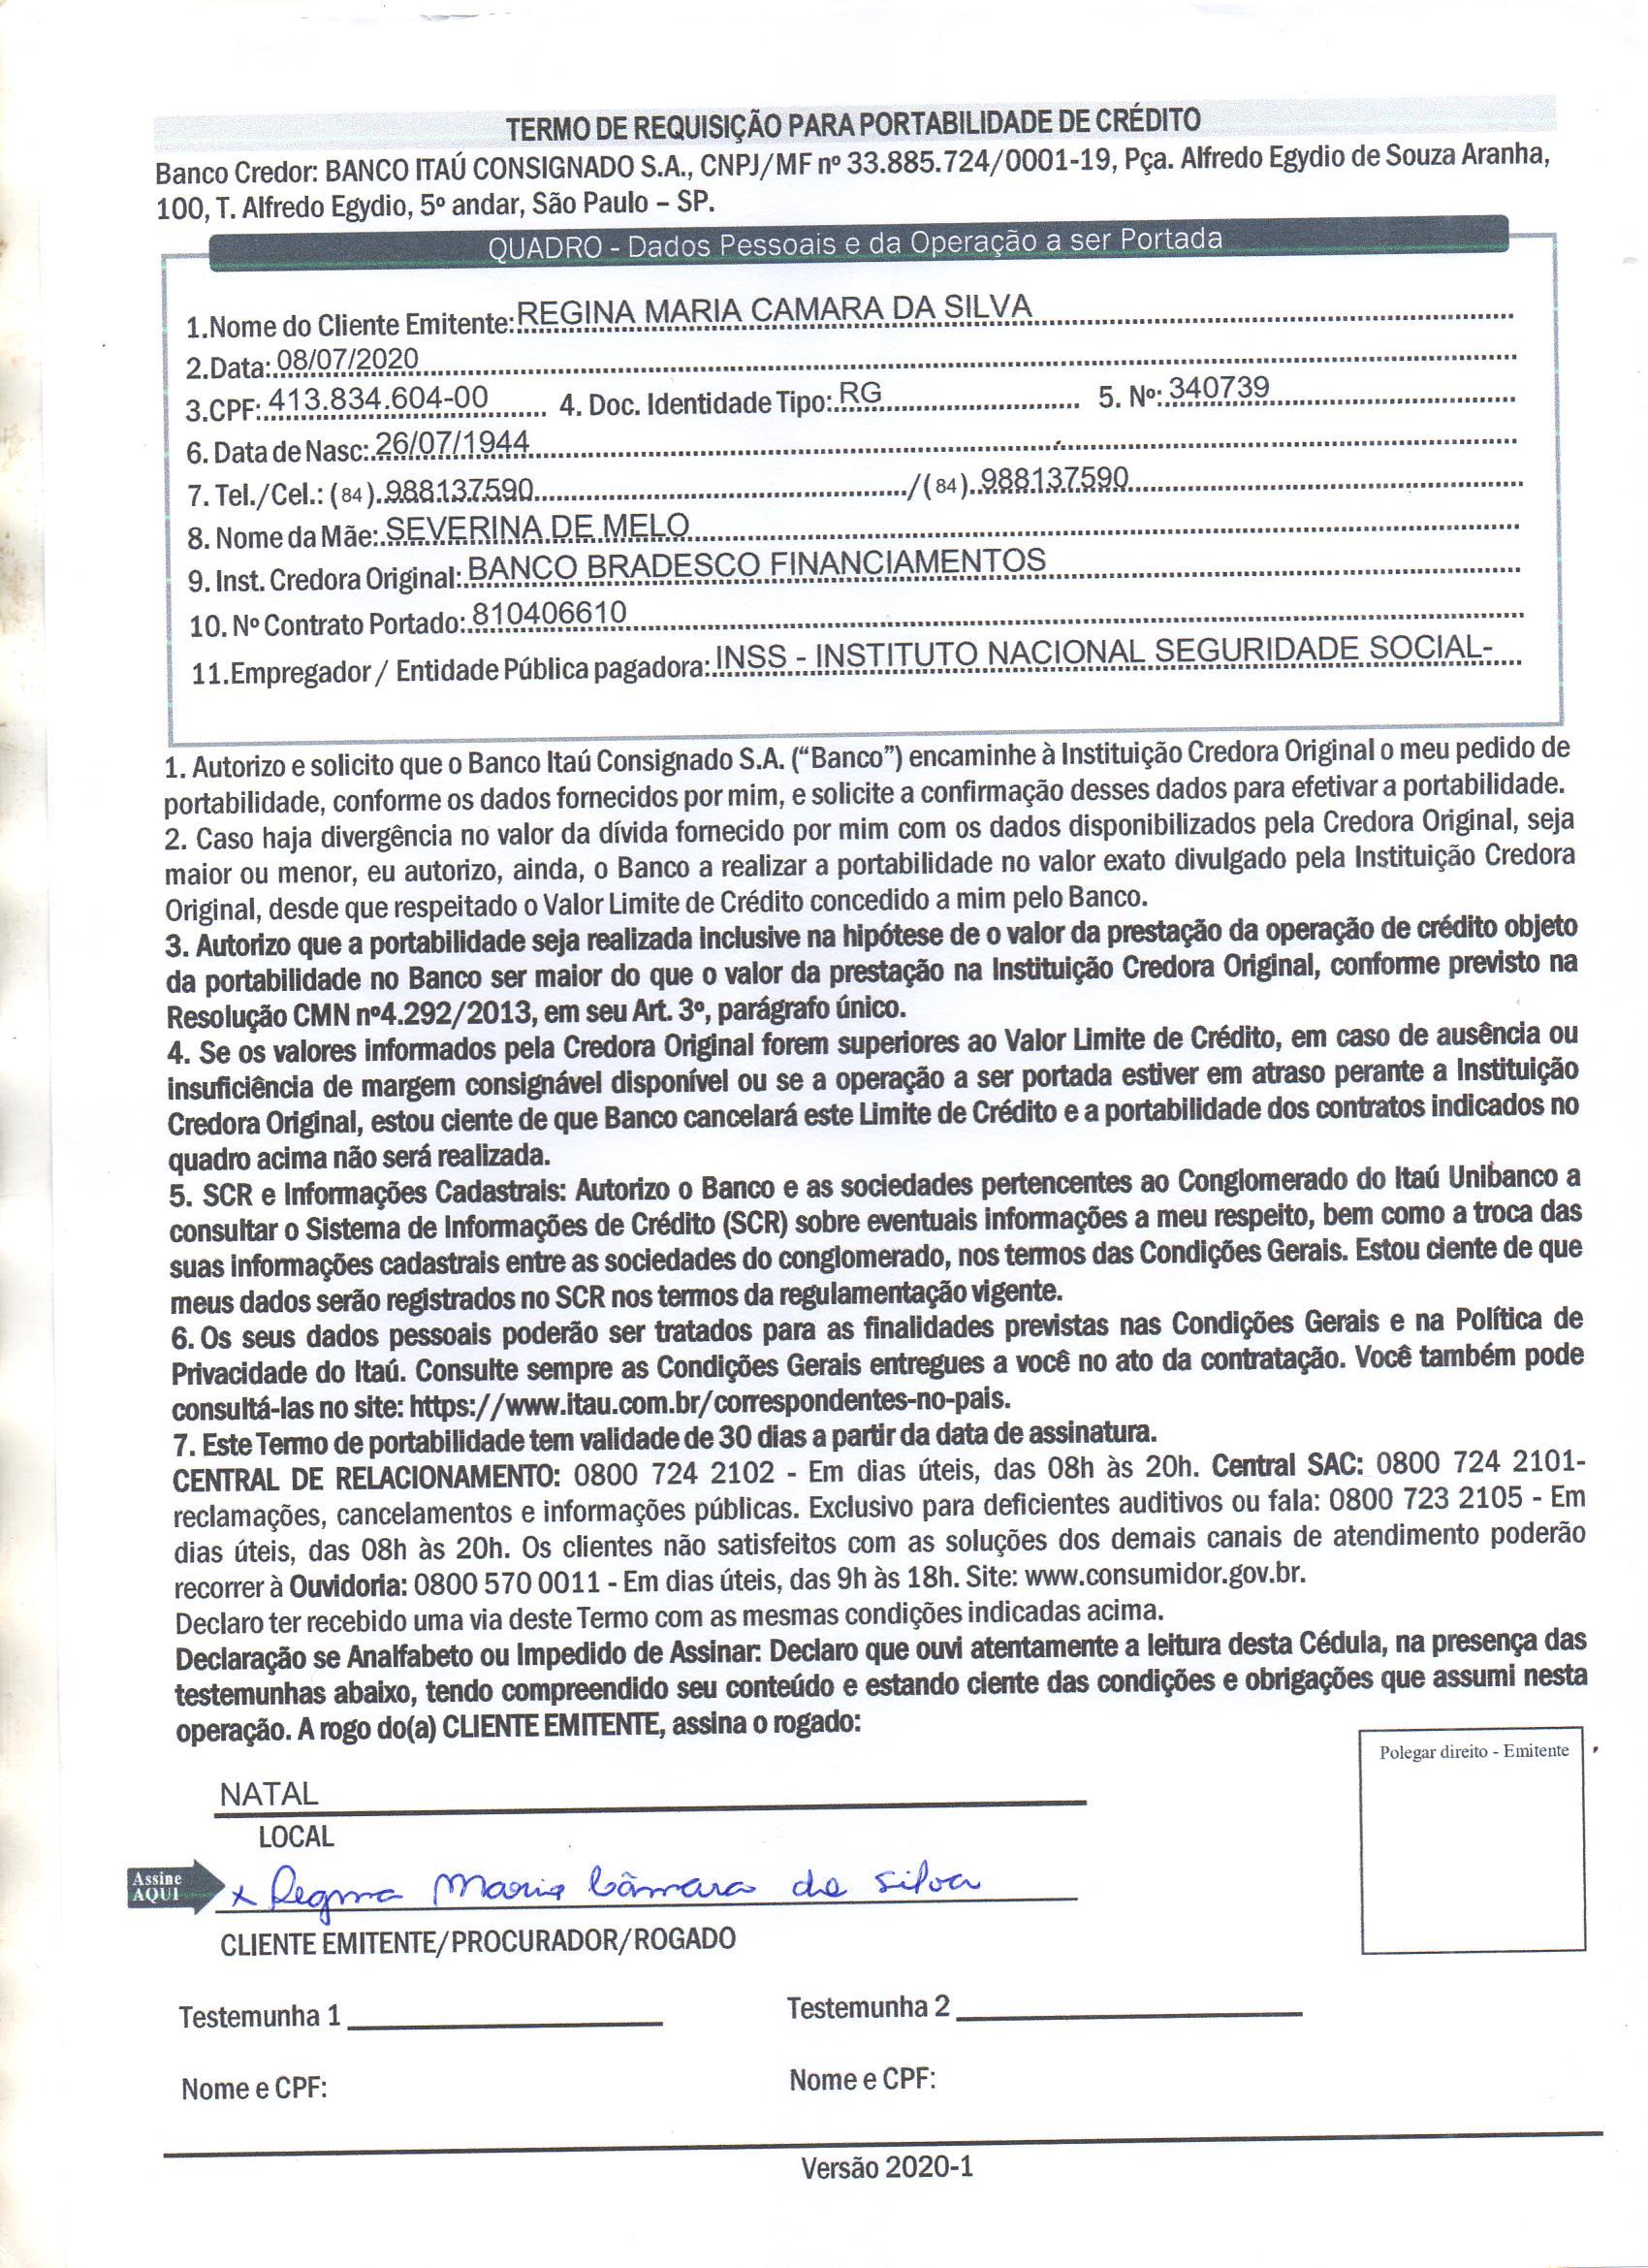 TERMO DE REQUISIÇÃO PARA PORTABILIDADE DE CRÉDITO
Banco Credor: BANCO ITAÚ CONSIGNADO S.A., CNPJ/MF nº 33.885.724/0001-19, Pça. Alfredo Egydio de Souza Aranha,
100, T. Alfredo Egydio, 5º andar, São Paulo – SP.
QUADRO - Dados Pessoais e da Operação a ser Portada
1.Nome do Cliente Emitente: REGINA MARIA CAMARA DA SILVA
2.Data: 08/07/2020
3.CPF: 413.834.604-00 4. Doc. Identidade Tipo: RG 5. Nº: 340739
6. Data de Nasc: 26/07/1944
7. Tel./Cel.: (84) 988137590 /(84) 988137590
8. Nome da Mãe: SEVERINA DE MELO
9. Inst. Credora Original: BANCO BRADESCO FINANCIAMENTOS
10. Nº Contrato Portado: 810406610
11.Empregador / Entidade Pública pagadora: INSS - INSTITUTO NACIONAL SEGURIDADE SOCIAL-
1. Autorizo e solicito que o Banco Itaú Consignado S.A. (“Banco”) encaminhe à Instituição Credora Original o meu pedido de
portabilidade, conforme os dados fornecidos por mim, e solicite a confirmação desses dados para efetivar a portabilidade.
2. Caso haja divergência no valor da dívida fornecido por mim com os dados disponibilizados pela Credora Original, seja
maior ou menor, eu autorizo, ainda, o Banco a realizar a portabilidade no valor exato divulgado pela Instituição Credora
Original, desde que respeitado o Valor Limite de Crédito concedido a mim pelo Banco.
3. Autorizo que a portabilidade seja realizada inclusive na hipótese de o valor da prestação da operação de crédito objeto
da portabilidade no Banco ser maior do que o valor da prestação na Instituição Credora Original, conforme previsto na
Resolução CMN nº4.292/2013, em seu Art. 3º, parágrafo único.
4. Se os valores informados pela Credora Original forem superiores ao Valor Limite de Crédito, em caso de ausência ou
insuficiência de margem consignável disponível ou se a operação a ser portada estiver em atraso perante a Instituição
Credora Original, estou ciente de que Banco cancelará este Limite de Crédito e a portabilidade dos contratos indicados no
quadro acima não será realizada.
5. SCR e Informações Cadastrais: Autorizo o Banco e as sociedades pertencentes ao Conglomerado do Itaú Unibanco a
consultar o Sistema de Informações de Crédito (SCR) sobre eventuais informações a meu respeito, bem como a troca das
suas informações cadastrais entre as sociedades do conglomerado, nos termos das Condições Gerais. Estou ciente de que
meus dados serão registrados no SCR nos termos da regulamentação vigente.
6. Os seus dados pessoais poderão ser tratados para as finalidades previstas nas Condições Gerais e na Política de
Privacidade do Itaú. Consulte sempre as Condições Gerais entregues a você no ato da contratação. Você também pode
consultá-las no site: https://www.itau.com.br/correspondentes-no-pais.
7. Este Termo de portabilidade tem validade de 30 dias a partir da data de assinatura.
CENTRAL DE RELACIONAMENTO: 0800 724 2102 - Em dias úteis, das 08h às 20h. Central SAC: 0800 724 2101-
reclamações, cancelamentos e informações públicas. Exclusivo para deficientes auditivos ou fala: 0800 723 2105 - Em
dias úteis, das 08h às 20h. Os clientes não satisfeitos com as soluções dos demais canais de atendimento poderão
recorrer à Ouvidoria: 0800 570 0011 - Em dias úteis, das 9h às 18h. Site: www.consumidor.gov.br.
Declaro ter recebido uma via deste Termo com as mesmas condições indicadas acima.
Declaração se Analfabeto ou Impedido de Assinar: Declaro que ouvi atentamente a leitura desta Cédula, na presença das
testemunhas abaixo, tendo compreendido seu conteúdo e estando ciente das condições e obrigações que assumi nesta
operação. A rogo do(a) CLIENTE EMITENTE, assina o rogado:
Polegar direito - Emitente
NATAL
LOCAL
Assine
AQUI
x Regina Maria Câmara da Silva
CLIENTE EMITENTE/PROCURADOR/ROGADO
Testemunha 1 Testemunha 2
Nome e CPF: Nome e CPF:
Versão 2020-1